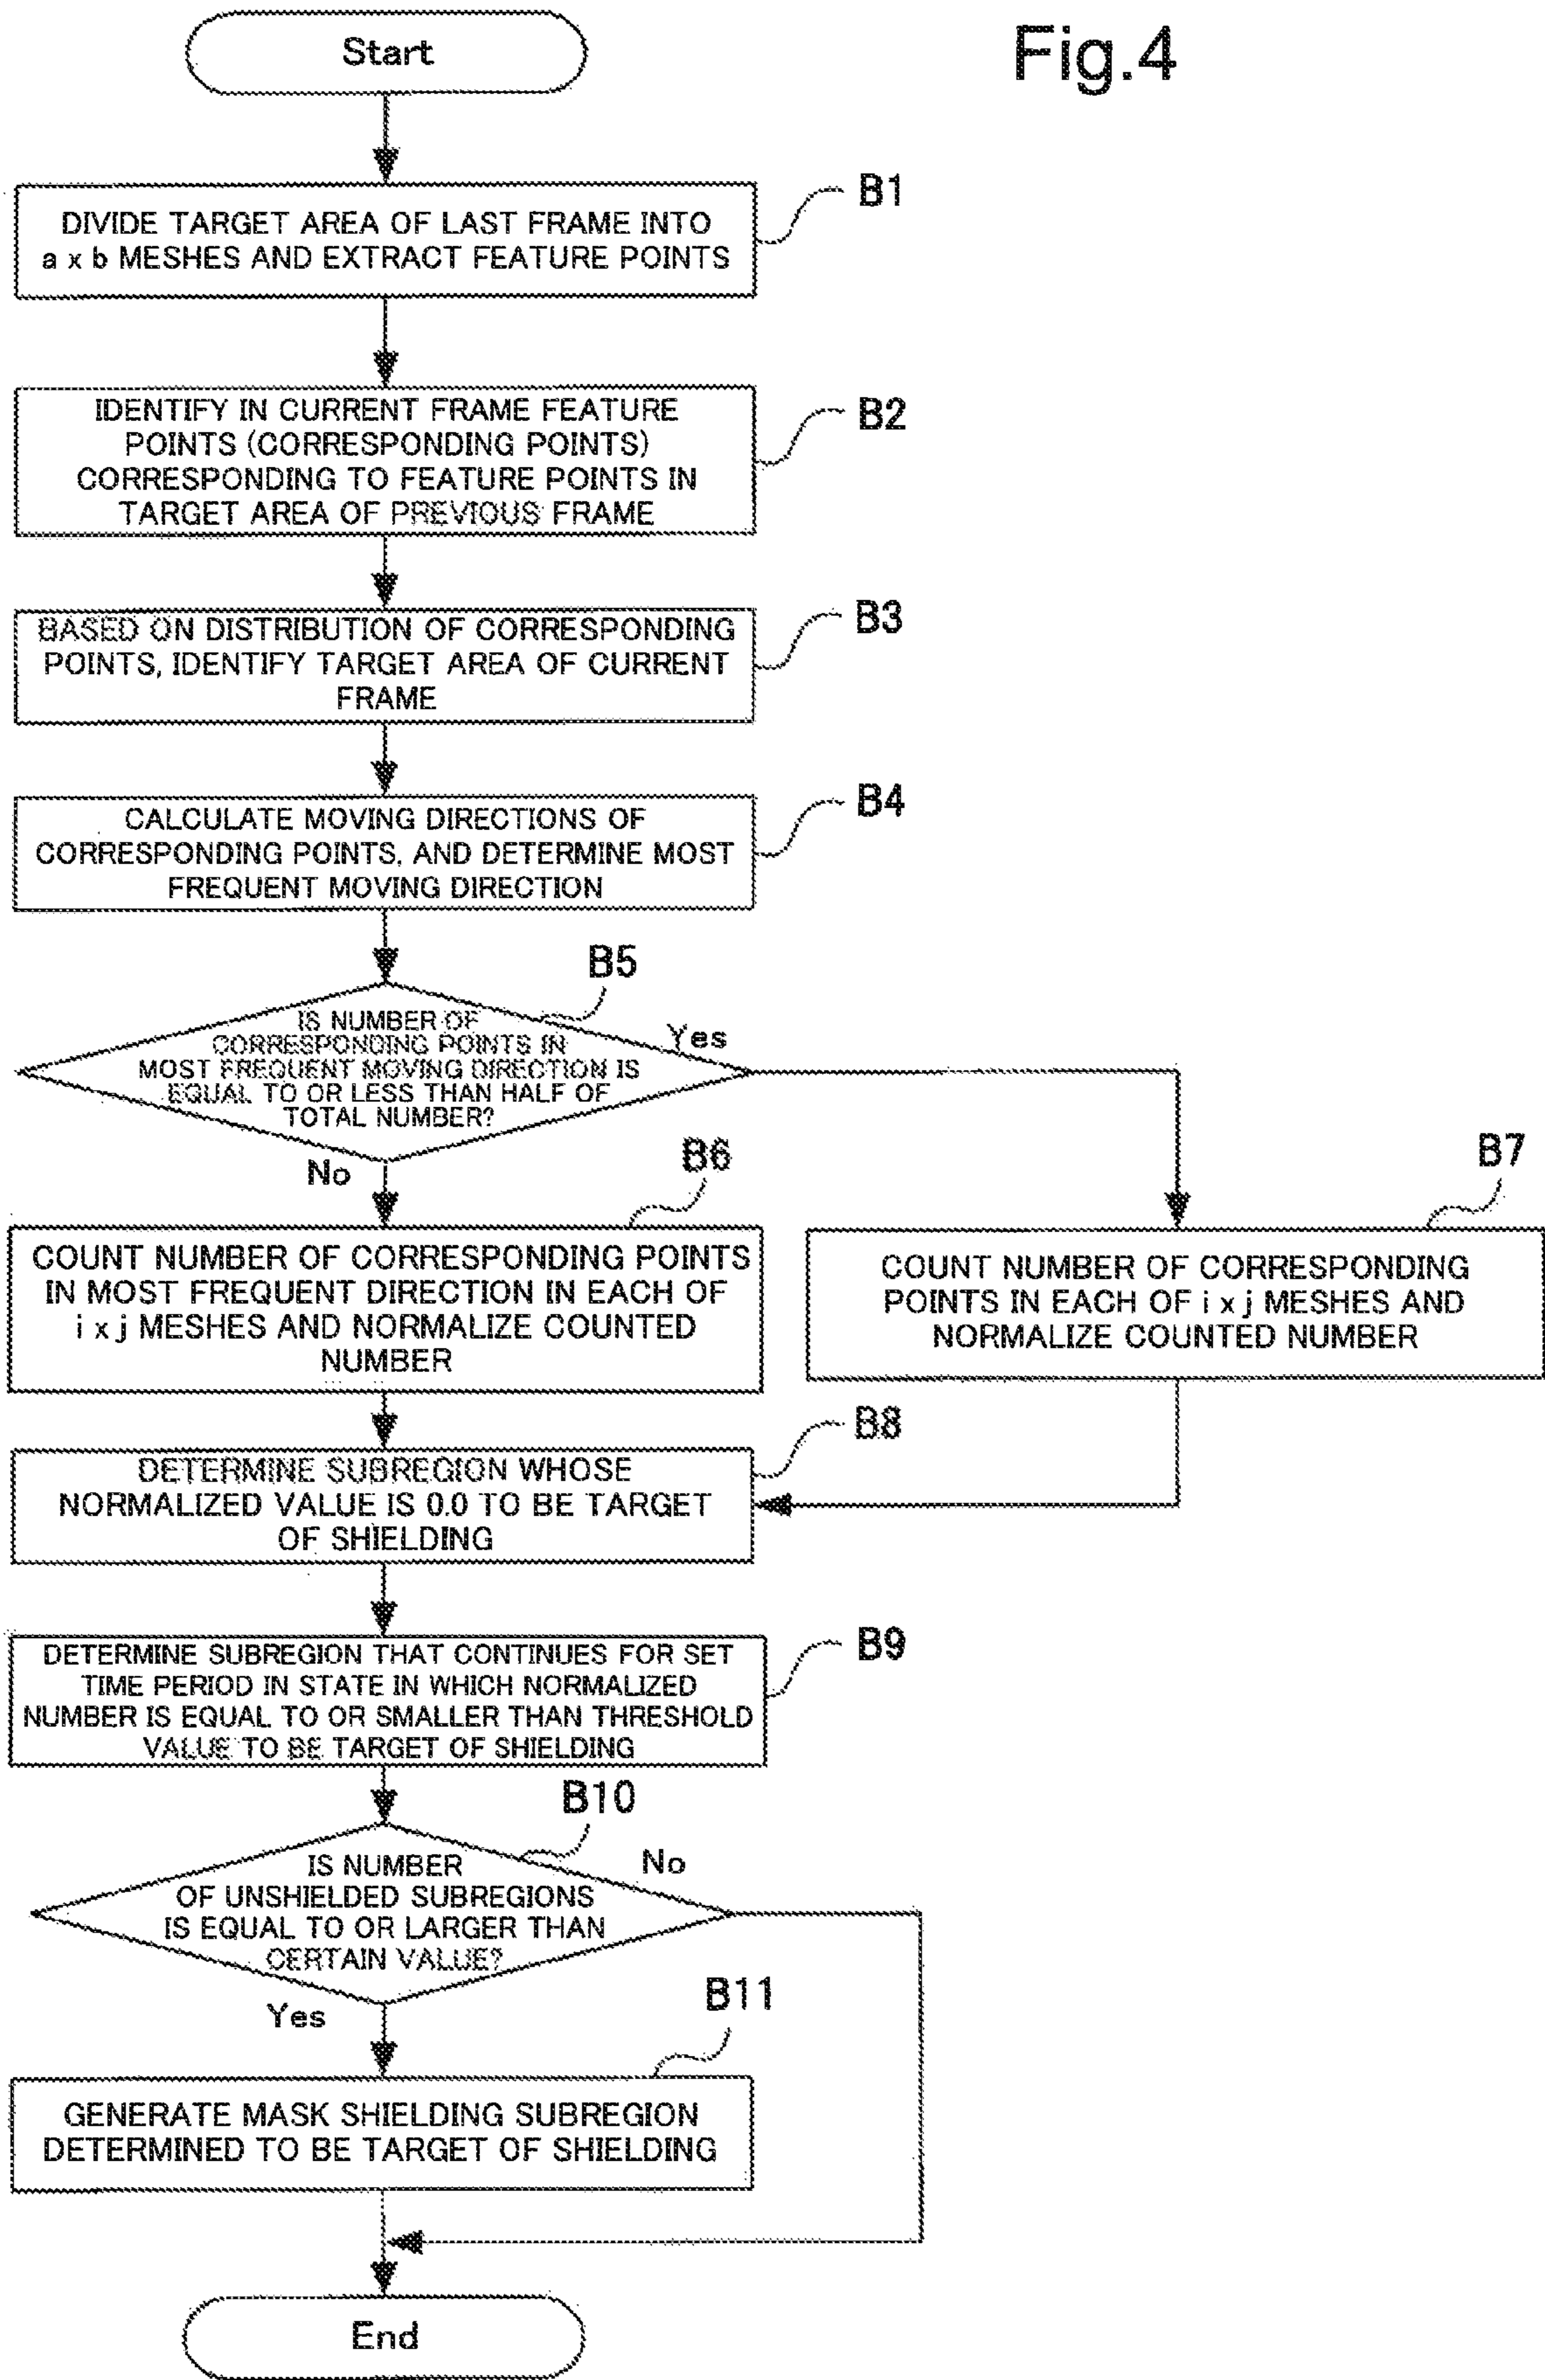 Fig.4
Start
B1
DIVIDE TARGET AREA OF LAST FRAME INTO
a x b MESHES AND EXTRACT FEATURE POINTS
B2
IDENTIFY IN CURRENT FRAME FEATURE
POINTS (CORRESPONDING POINTS)
CORRESPONDING TO FEATURE POINTS IN
TARGET AREA OF PREVIOUS FRAME
B3
BASED ON DISTRIBUTION OF CORRESPONDING
POINTS, IDENTIFY TARGET AREA OF CURRENT
FRAME
B4
CALCULATE MOVING DIRECTIONS OF
CORRESPONDING POINTS, AND DETERMINE MOST
FREQUENT MOVING DIRECTION
B5
IS NUMBER OF
CORRESPONDING POINTS IN
MOST FREQUENT MOVING DIRECTION IS
EQUAL TO OR LESS THAN HALF OF
TOTAL NUMBER?
Yes
No
B6
COUNT NUMBER OF CORRESPONDING POINTS
IN MOST FREQUENT DIRECTION IN EACH OF
i x j MESHES AND NORMALIZE COUNTED
NUMBER
B7
COUNT NUMBER OF CORRESPONDING
POINTS IN EACH OF i x j MESHES AND
NORMALIZE COUNTED NUMBER
B8
DETERMINE SUBREGION WHOSE
NORMALIZED VALUE IS 0.0 TO BE TARGET
OF SHIELDING
B9
DETERMINE SUBREGION THAT CONTINUES FOR SET
TIME PERIOD IN STATE IN WHICH NORMALIZED
NUMBER IS EQUAL TO OR SMALLER THAN THRESHOLD
VALUE TO BE TARGET OF SHIELDING
B10
IS NUMBER
OF UNSHIELDED SUBREGIONS
IS EQUAL TO OR LARGER THAN
CERTAIN VALUE?
No
Yes
B11
GENERATE MASK SHIELDING SUBREGION
DETERMINED TO BE TARGET OF SHIELDING
End